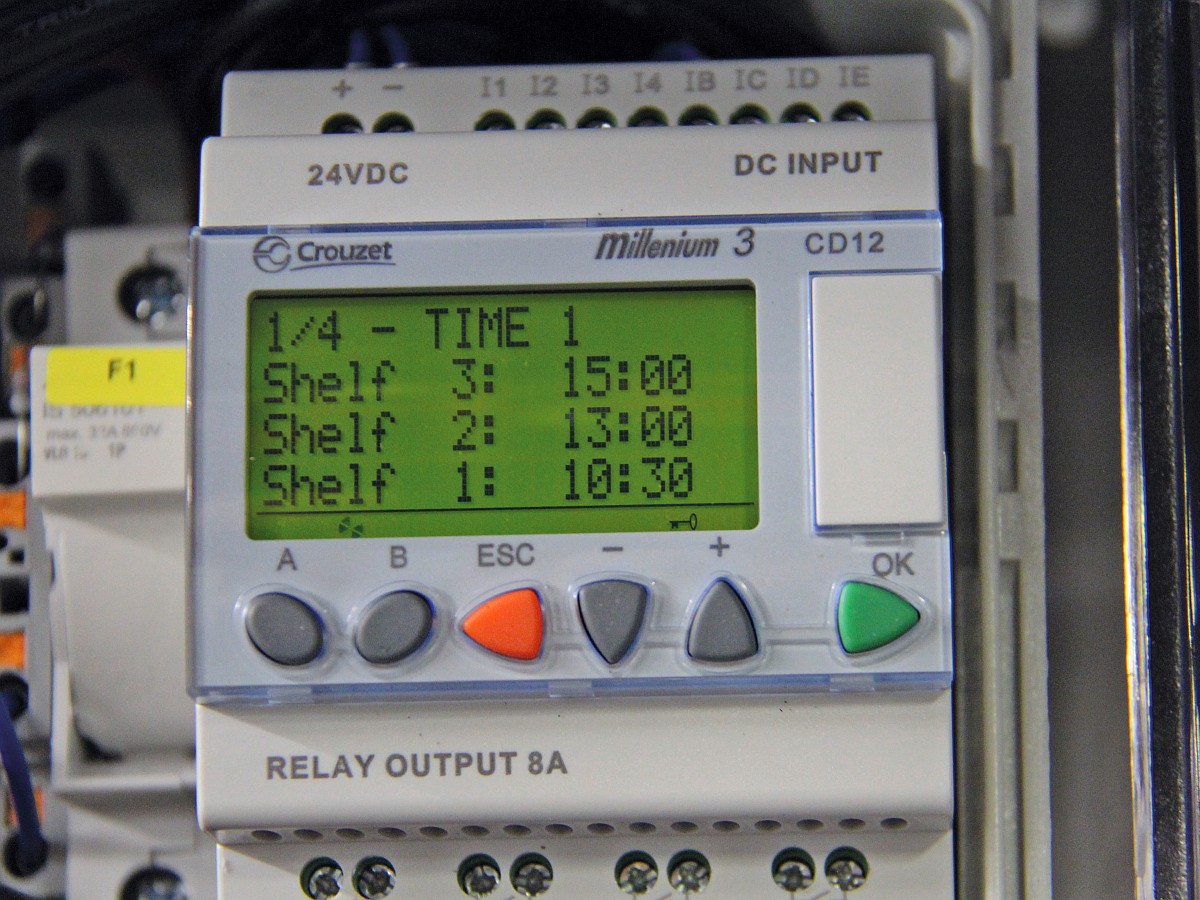 + − I1 I2 I3 I4 IB IC ID IE
24VDC DC INPUT
Crouzet millenium 3 CD12
1/4 - TIME 1
Shelf 3: 15:00
Shelf 2: 13:00
Shelf 1: 10:30
A B ESC − + OK
RELAY OUTPUT 8A
F1